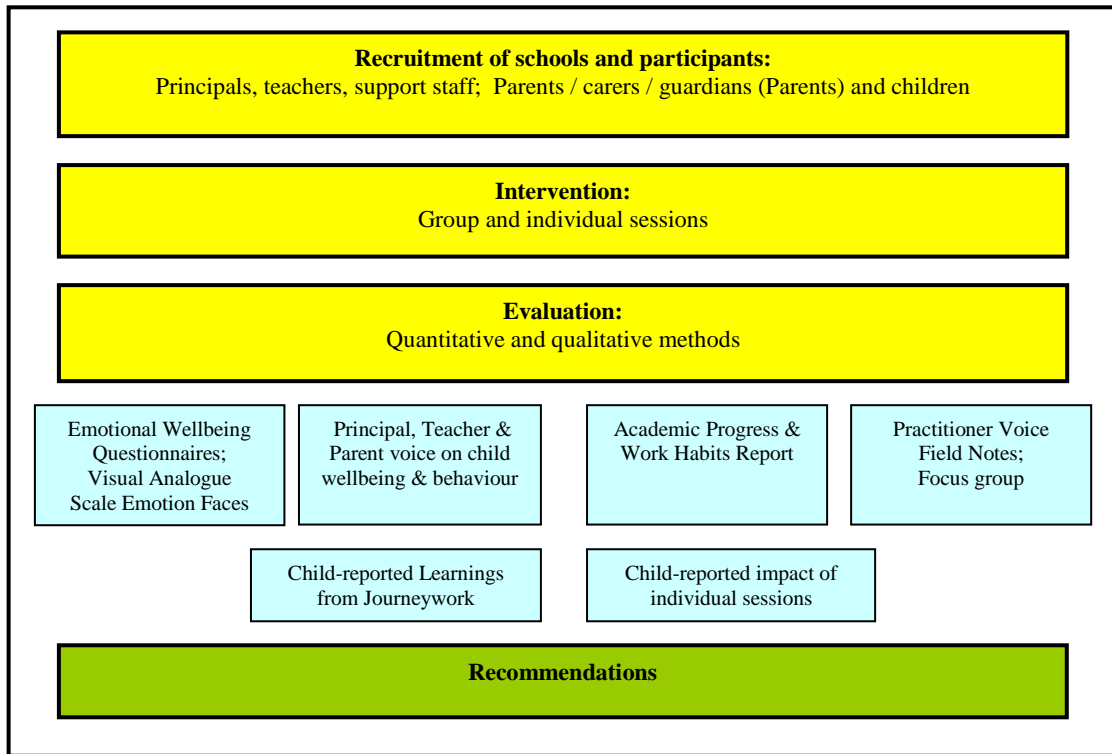 Recruitment of schools and participants:
Principals, teachers, support staff;  Parents / carers / guardians (Parents) and children
Intervention:
Group and individual sessions
Evaluation:
Quantitative and qualitative methods
Emotional Wellbeing
Questionnaires;
Visual Analogue
Scale Emotion Faces
Principal, Teacher &
Parent voice on child
wellbeing & behaviour
Academic Progress &
Work Habits Report
Practitioner Voice
Field Notes;
Focus group
Child-reported Learnings
from Journeywork
Child-reported impact of
individual sessions
Recommendations